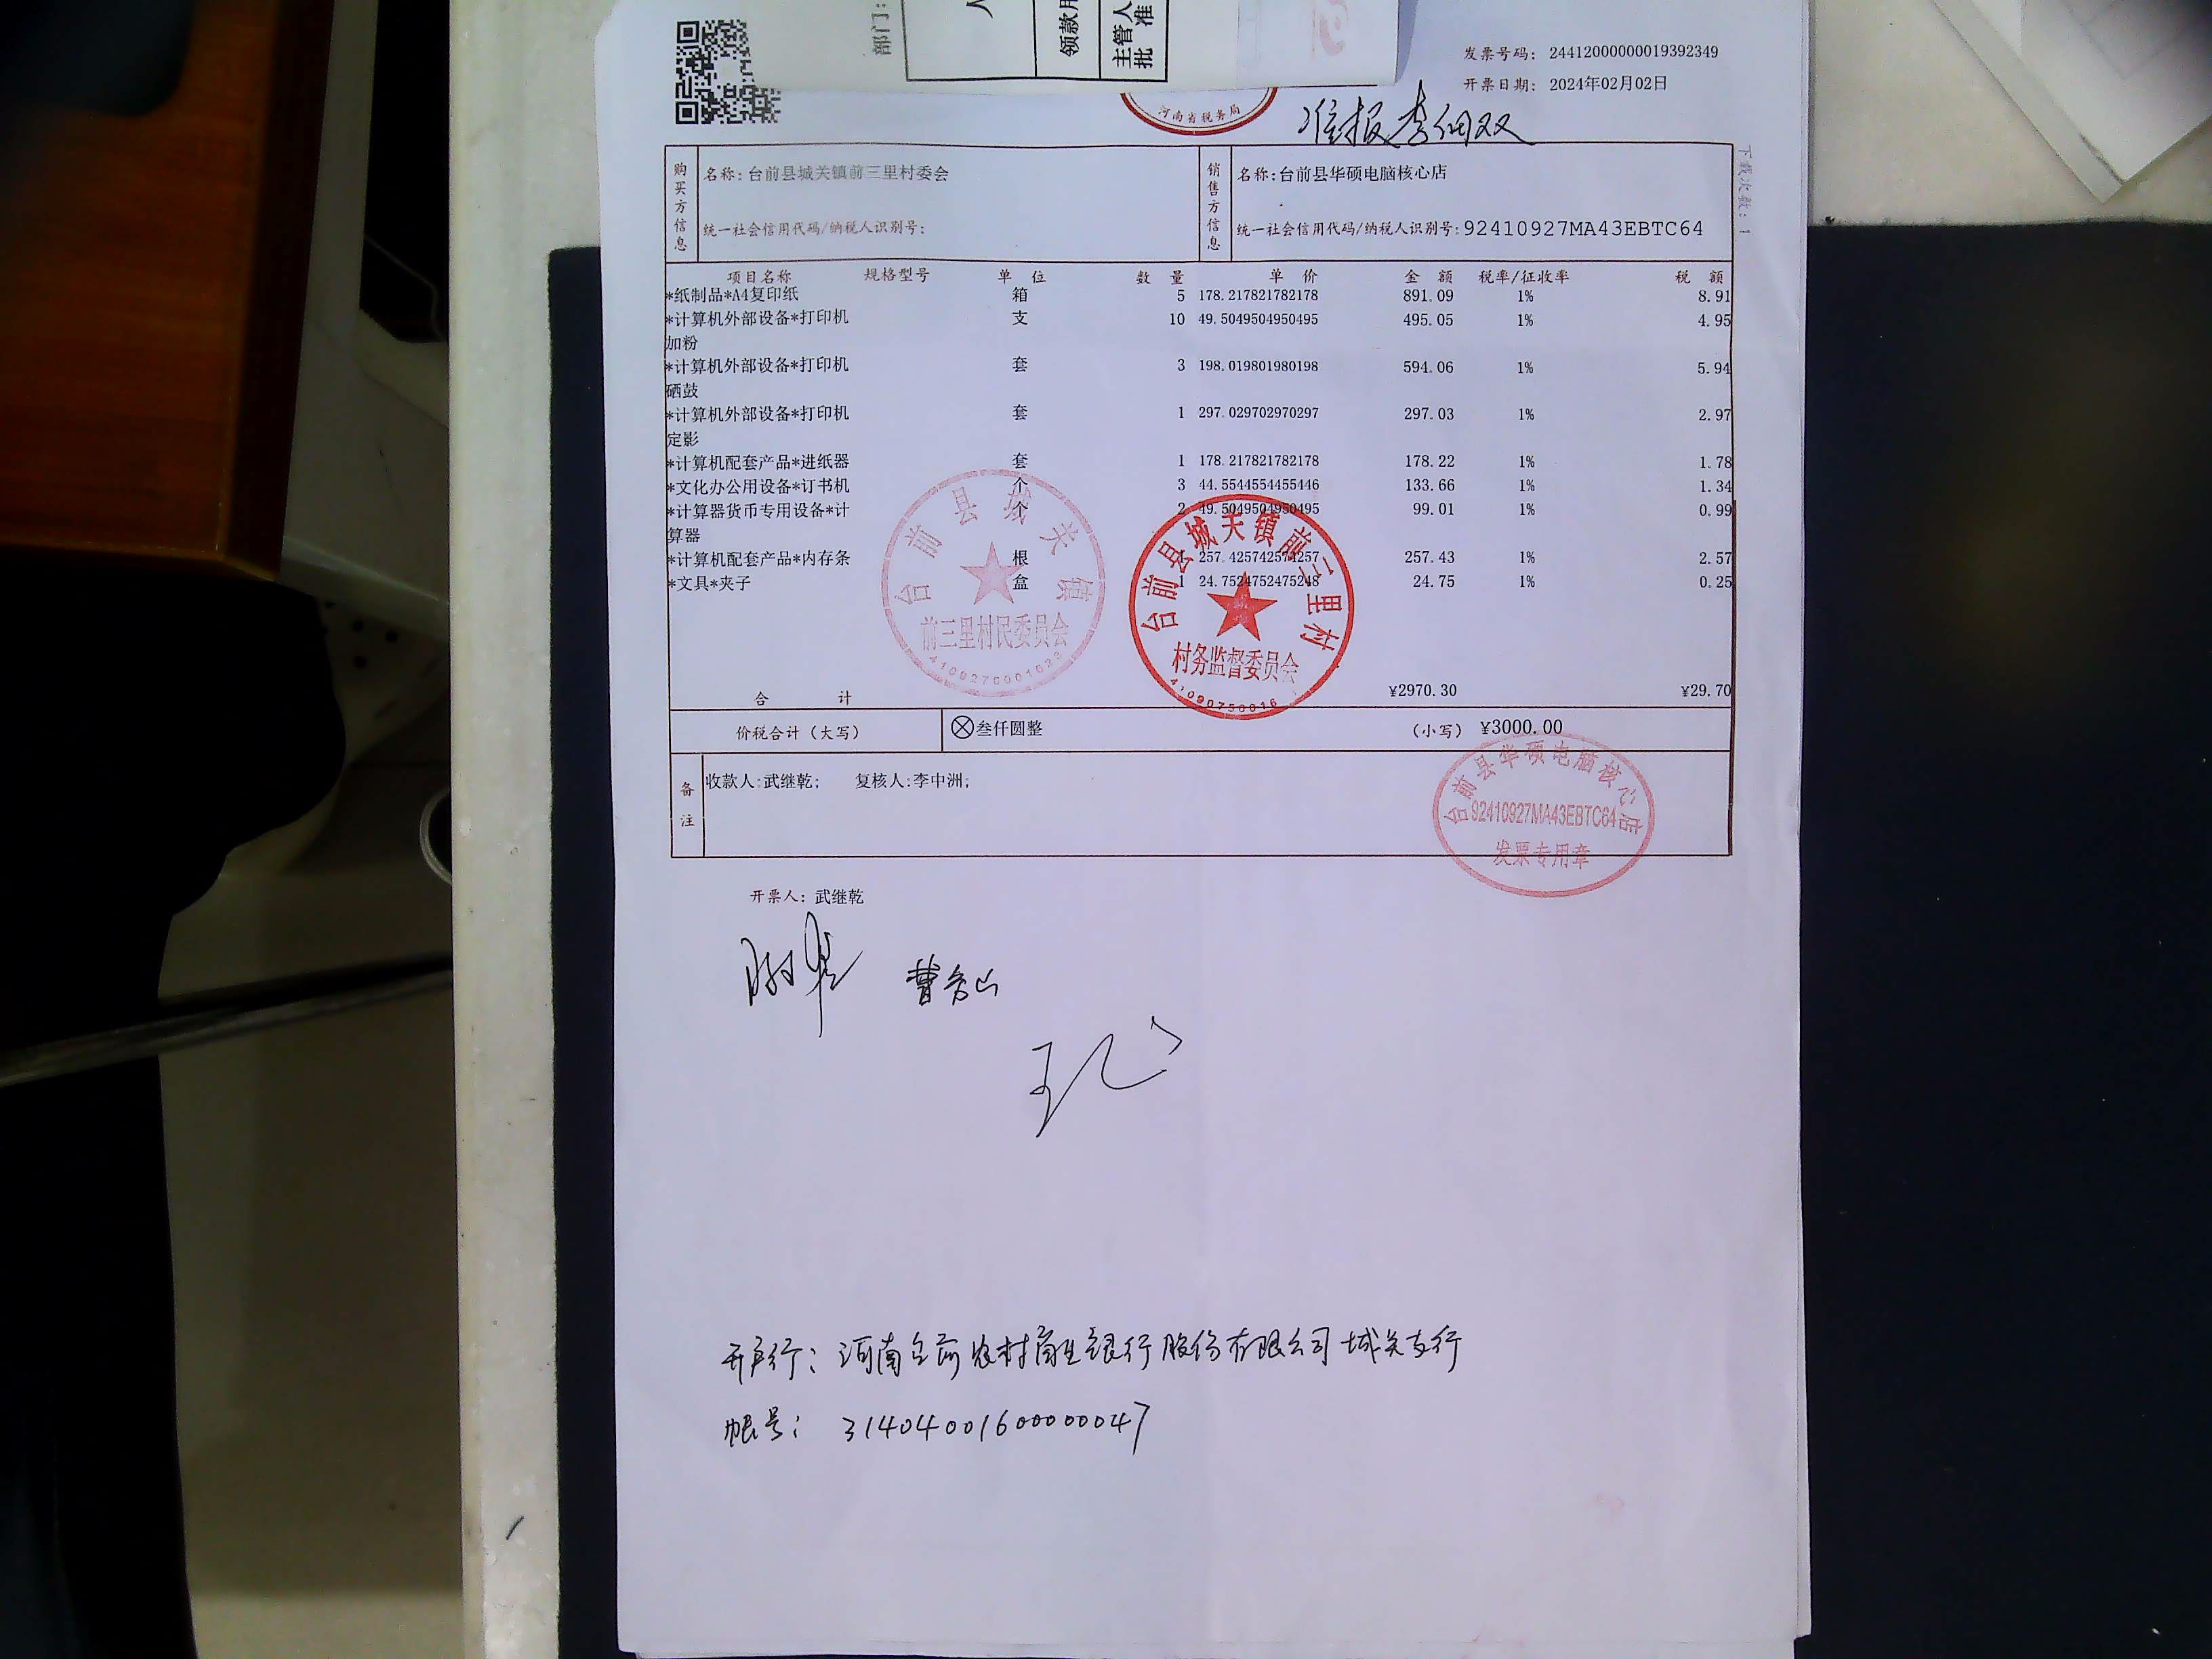 部门:
人
领款用
主管人
批 准
发票号码: 24412000000019392349
开票日期: 2024年02月02日
河南省税务局
准报
下载次数: 1
购买方信息
名称: 台前县城关镇前三里村委会
统一社会信用代码/纳税人识别号:
销售方信息
名称: 台前县华硕电脑核心店
统一社会信用代码/纳税人识别号: 92410927MA43EBTC64
项目名称 规格型号 单 位 数 量 单 价 金 额 税率/征收率 税 额
*纸制品*A4复印纸 箱 5 178.217821782178 891.09 1% 8.91
*计算机外部设备*打印机 支 10 49.5049504950495 495.05 1% 4.95
加粉
*计算机外部设备*打印机 套 3 198.019801980198 594.06 1% 5.94
硒鼓
*计算机外部设备*打印机 套 1 297.029702970297 297.03 1% 2.97
定影
*计算机配套产品*进纸器 套 1 178.217821782178 178.22 1% 1.78
*文化办公用设备*订书机 个 3 44.5544554455446 133.66 1% 1.34
*计算器货币专用设备*计 个 2 49.5049504950495 99.01 1% 0.99
算器
*计算机配套产品*内存条 根 257.425742574257 257.43 1% 2.57
*文具*夹子 盒 1 24.7524752475248 24.75 1% 0.25
台前县城关镇
前三里村民委员会
台前县城关镇前三里村
村务监督委员会
合 计 ¥2970.30 ¥29.70
价税合计（大写） ⊗叁仟圆整 （小写） ¥3000.00
备注
收款人:武继乾; 复核人:李中洲;
台前县华硕电脑核心店
92410927MA43EBTC64
发票专用章
开票人: 武继乾
开户行: 河南台前农村商业银行股份有限公司城关支行
帐号: 31404001600000047